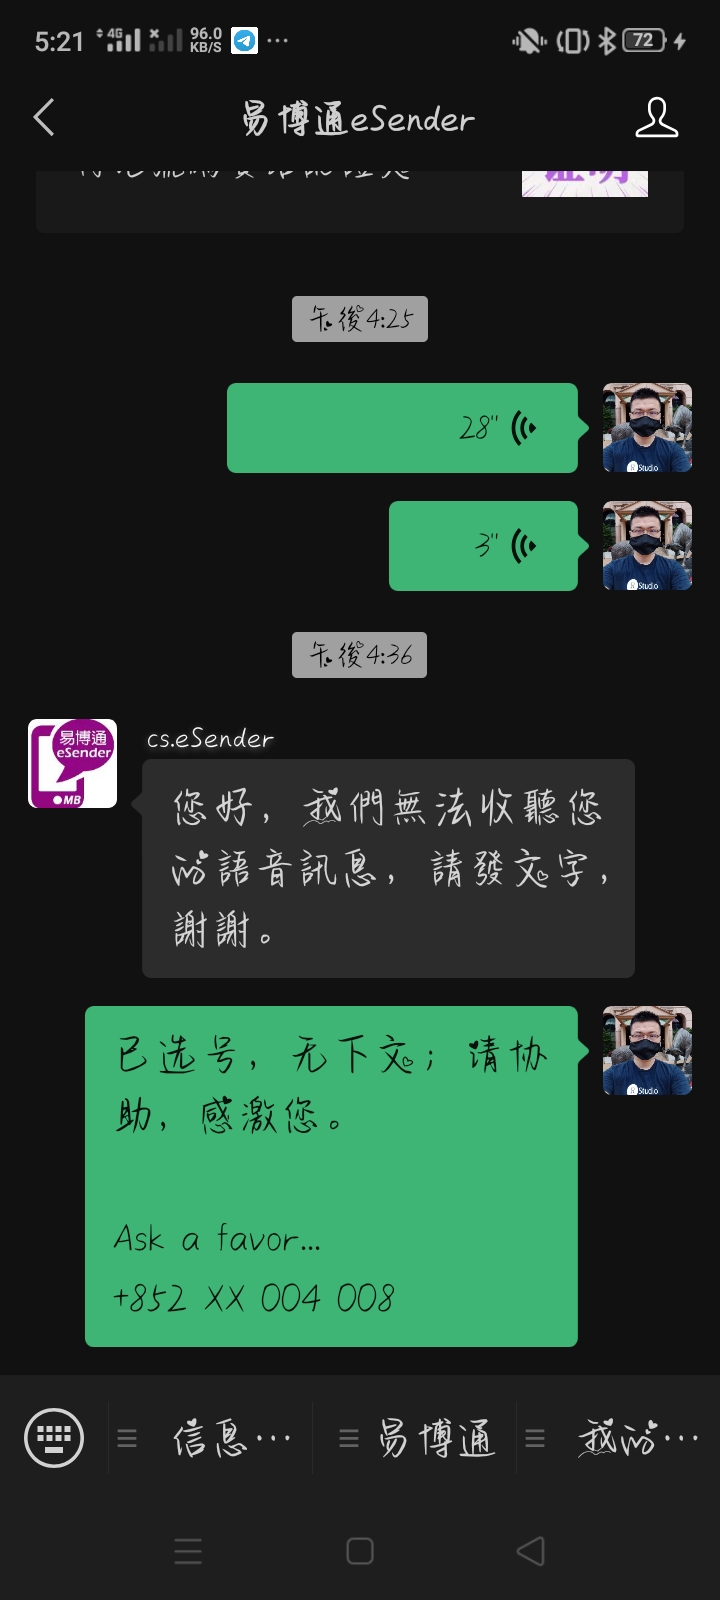 5:21 4G 96.0 KB/S 72
易博通eSender
午後4:25
28"
3"
午後4:36
易博通
eSender
MB
cs.eSender
您好，我們無法收聽您
的語音訊息，請發文字，
謝謝。
已选号，无下文；请协
助，感激您。
Ask a favor...
+852 XX 004 008
信息… 易博通 我的…